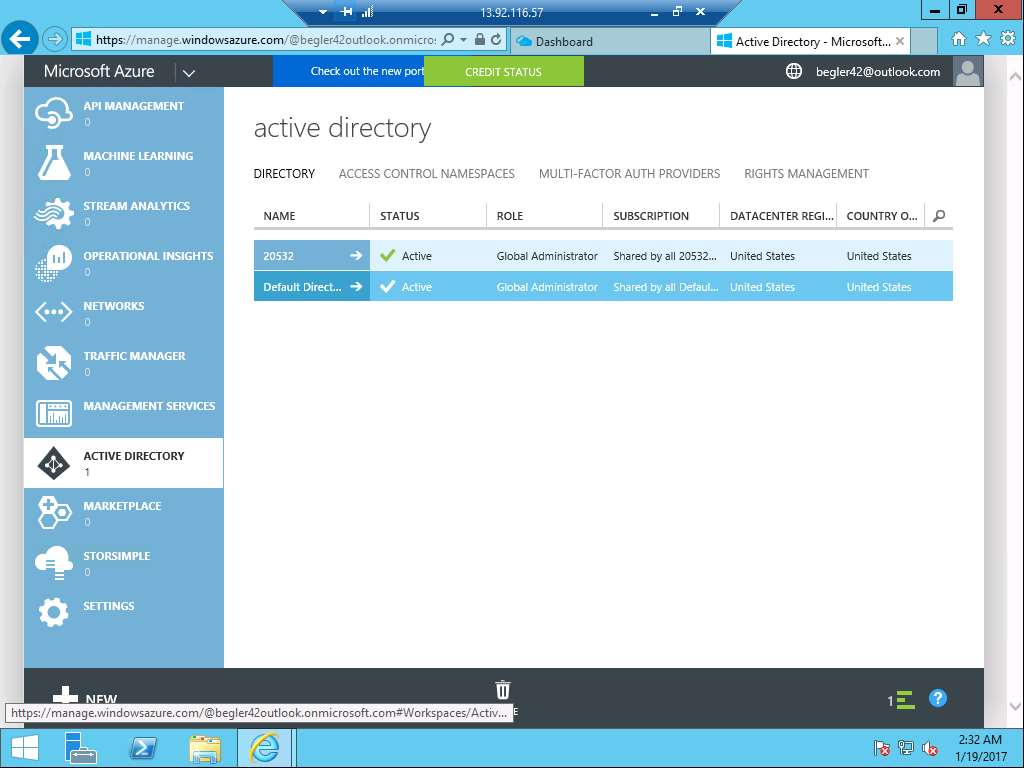 13.92.116.57
https://manage.windowsazure.com/@begler42outlook.onmicros
Dashboard
Active Directory - Microsoft...
Microsoft Azure
Check out the new port
CREDIT STATUS
begler42@outlook.com
API MANAGEMENT
0
MACHINE LEARNING
0
STREAM ANALYTICS
0
OPERATIONAL INSIGHTS
0
NETWORKS
0
TRAFFIC MANAGER
0
MANAGEMENT SERVICES
ACTIVE DIRECTORY
1
MARKETPLACE
0
STORSIMPLE
0
SETTINGS
active directory
DIRECTORY ACCESS CONTROL NAMESPACES MULTI-FACTOR AUTH PROVIDERS RIGHTS MANAGEMENT
NAME STATUS ROLE SUBSCRIPTION DATACENTER REGI... COUNTRY O...
20532 Active Global Administrator Shared by all 20532... United States United States
Default Direct... Active Global Administrator Shared by all Defaul... United States United States
NEW
1
?
https://manage.windowsazure.com/@begler42outlook.onmicrosoft.com#Workspaces/Activ...
2:32 AM
1/19/2017